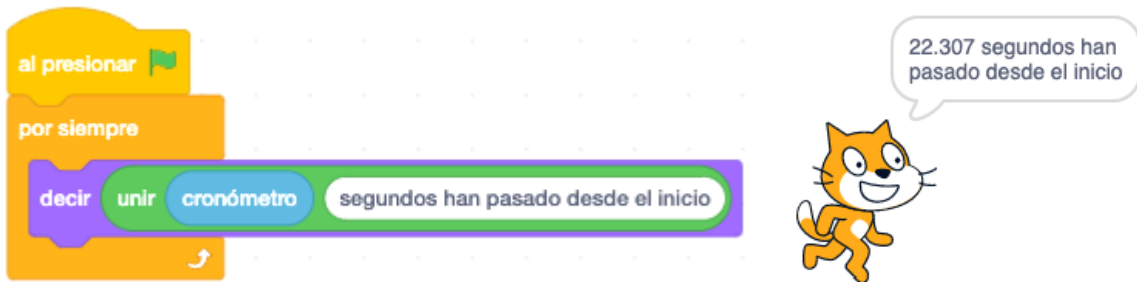 al presionar
por siempre
decir unir cronómetro segundos han pasado desde el inicio
22.307 segundos han
pasado desde el inicio